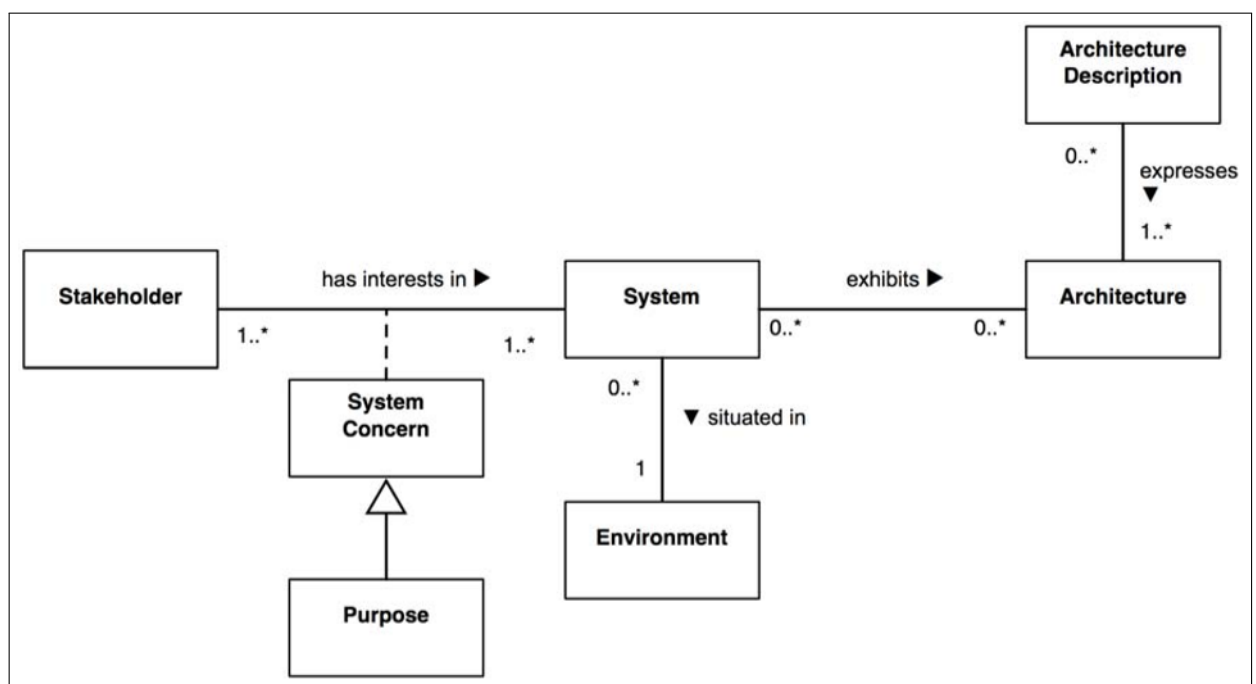 Architecture
Description
0..*
expresses
▼
1..*
Stakeholder
has interests in ▶
System
exhibits ▶
Architecture
1..*
1..*
0..*
0..*
System
Concern
0..*
▼ situated in
1
Environment
Purpose